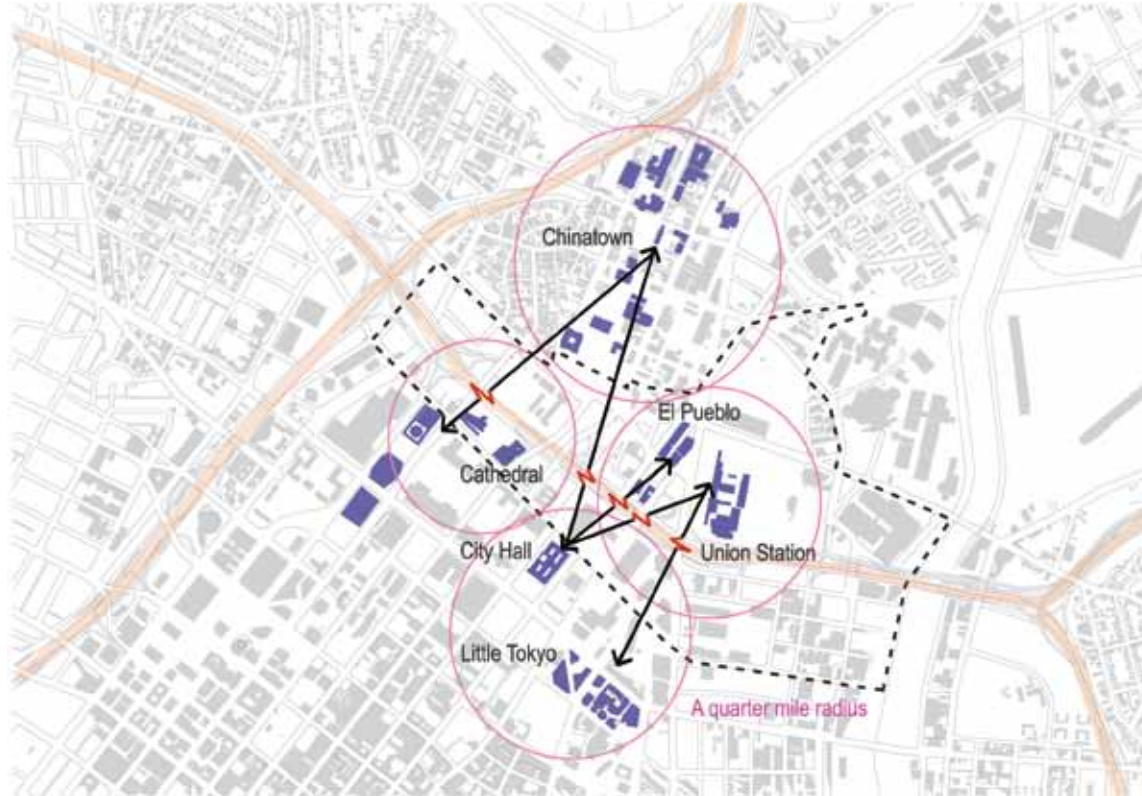 Chinatown
El Pueblo
Cathedral
City Hall
Union Station
Little Tokyo
A quarter mile radius